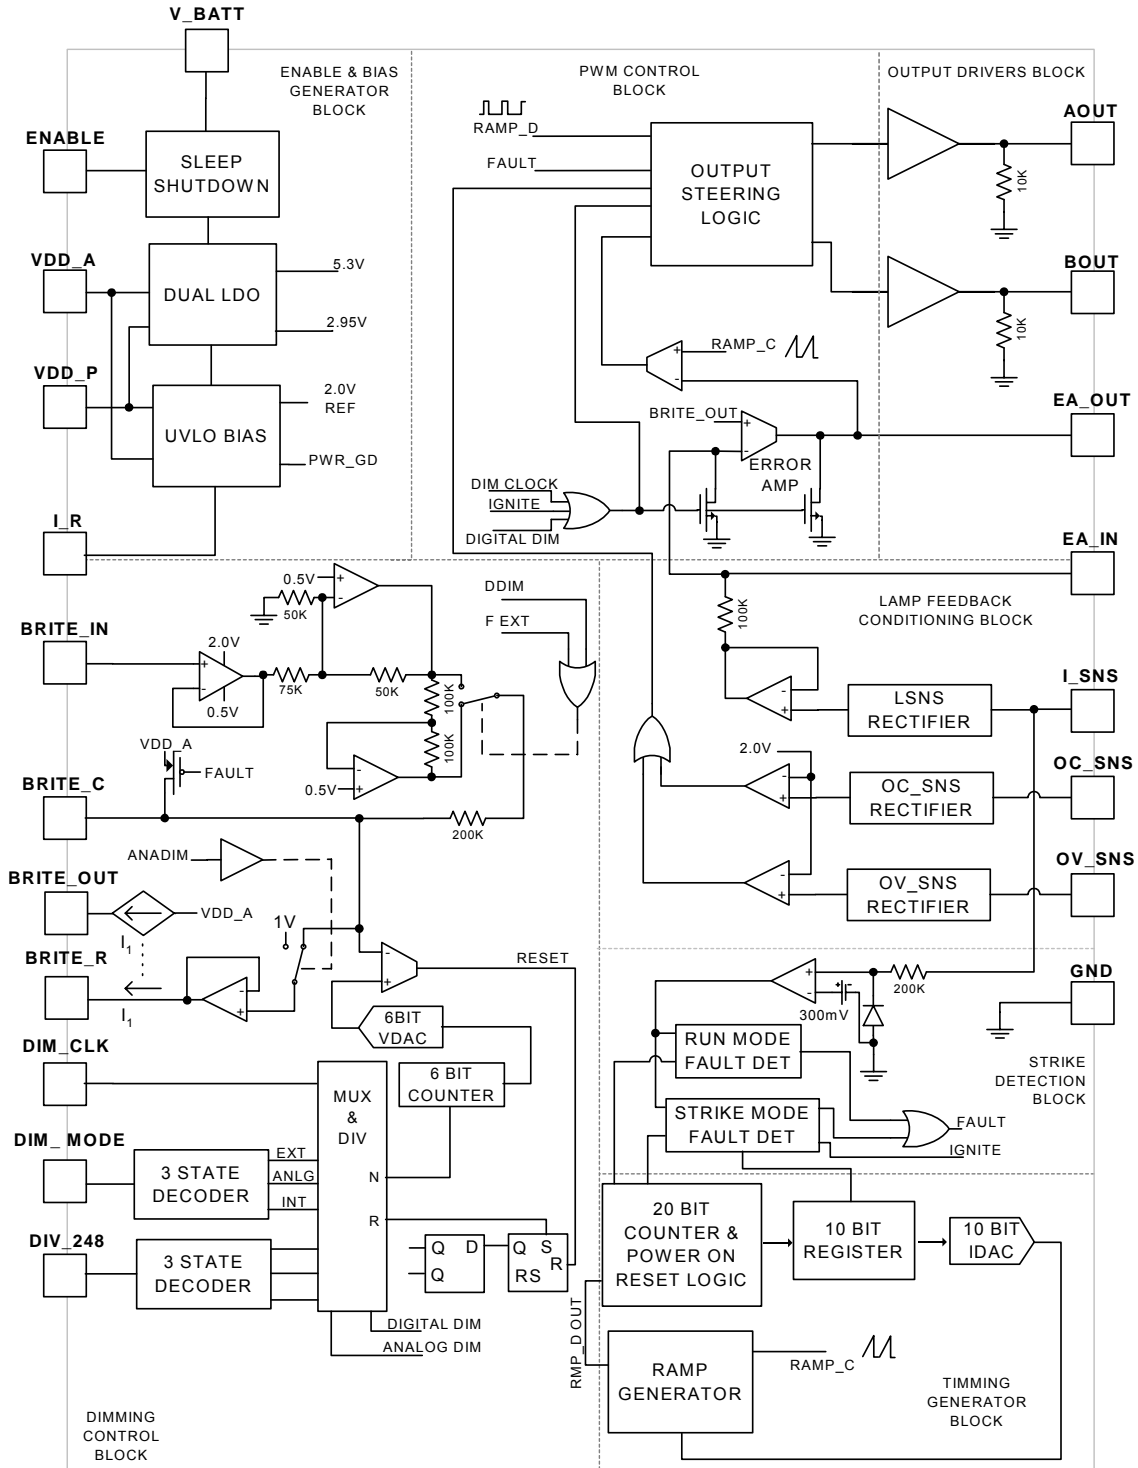 V_BATT
ENABLE & BIAS
GENERATOR
BLOCK
PWM CONTROL
BLOCK
OUTPUT DRIVERS BLOCK
ENABLE
SLEEP
SHUTDOWN
RAMP_D
FAULT
OUTPUT
STEERING
LOGIC
AOUT
10K
VDD_A
DUAL LDO
5.3V
2.95V
BOUT
10K
VDD_P
UVLO BIAS
2.0V
REF
PWR_GD
RAMP_C
+
-
BRITE_OUT
+
-
ERROR
AMP
EA_OUT
DIM CLOCK
IGNITE
DIGITAL DIM
I_R
EA_IN
0.5V
+
-
50K
DDIM
F EXT
100K
LAMP FEEDBACK
CONDITIONING BLOCK
BRITE_IN
2.0V
+
-
0.5V
75K
50K
100K
100K
-
+
0.5V
-
+
LSNS
RECTIFIER
I_SNS
VDD_A
FAULT
BRITE_C
200K
2.0V
-
+
OC_SNS
RECTIFIER
OC_SNS
ANADIM
BRITE_OUT
VDD_A
I1
-
+
OV_SNS
RECTIFIER
OV_SNS
1V
BRITE_R
I1
-
+
-
+
RESET
6BIT
VDAC
+
-
300mV
+
-
200K
GND
DIM_CLK
MUX
&
DIV
6 BIT
COUNTER
RUN MODE
FAULT DET
STRIKE
DETECTION
BLOCK
STRIKE MODE
FAULT DET
FAULT
IGNITE
DIM_ MODE
3 STATE
DECODER
EXT
ANLG
INT
N
R
20 BIT
COUNTER &
POWER ON
RESET LOGIC
10 BIT
REGISTER
10 BIT
IDAC
DIV_248
3 STATE
DECODER
Q
D
Q
Q
S
R
RS
DIGITAL DIM
ANALOG DIM
RMP_D OUT
RAMP
GENERATOR
RAMP_C
TIMMING
GENERATOR
BLOCK
DIMMING
CONTROL
BLOCK